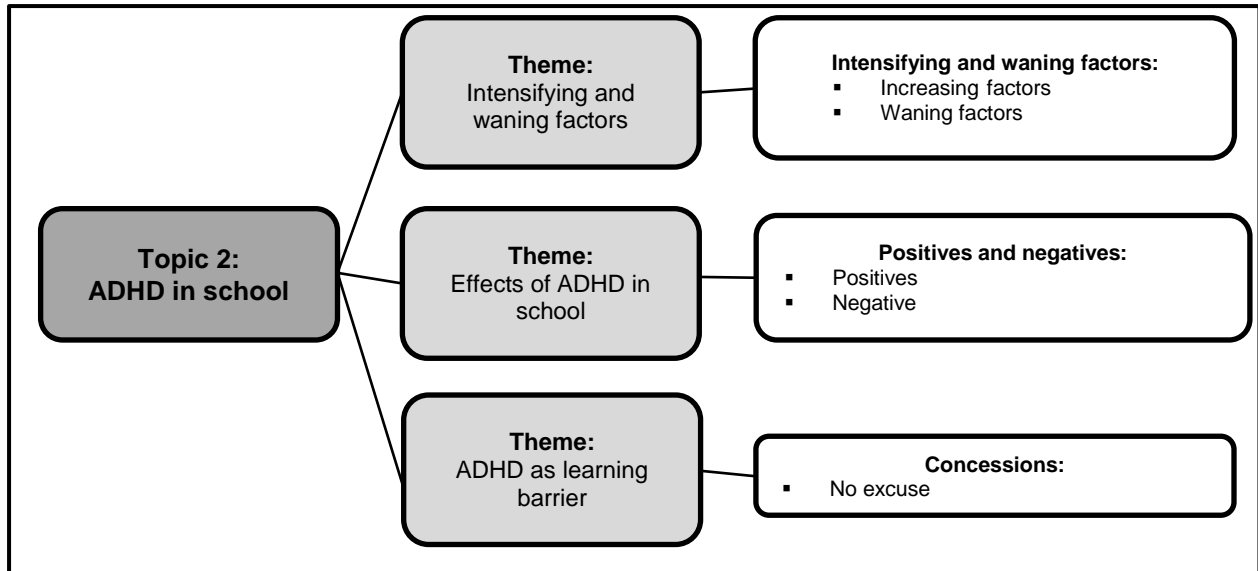 Theme:
Intensifying and
waning factors
Intensifying and waning factors:
▪ Increasing factors
▪ Waning factors
Topic 2:
ADHD in school
Theme:
Effects of ADHD in
school
Positives and negatives:
▪ Positives
▪ Negative
Theme:
ADHD as learning
barrier
Concessions:
▪ No excuse